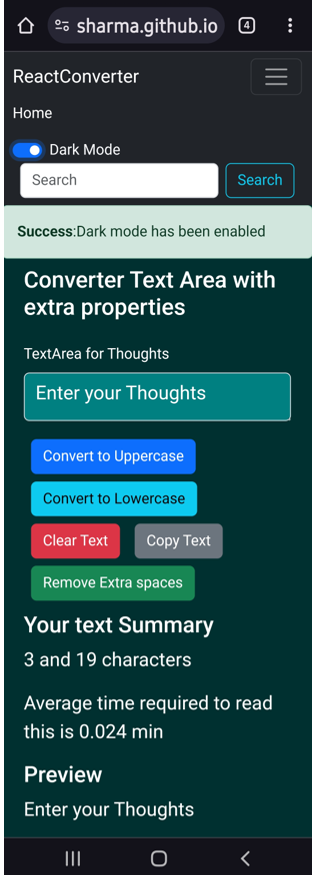 sharma.github.io
4
ReactConverter
Home
Dark Mode
Search
Search
Success:Dark mode has been enabled
Converter Text Area with
extra properties
TextArea for Thoughts
Enter your Thoughts
Convert to Uppercase
Convert to Lowercase
Clear Text
Copy Text
Remove Extra spaces
Your text Summary
3 and 19 characters
Average time required to read
this is 0.024 min
Preview
Enter your Thoughts